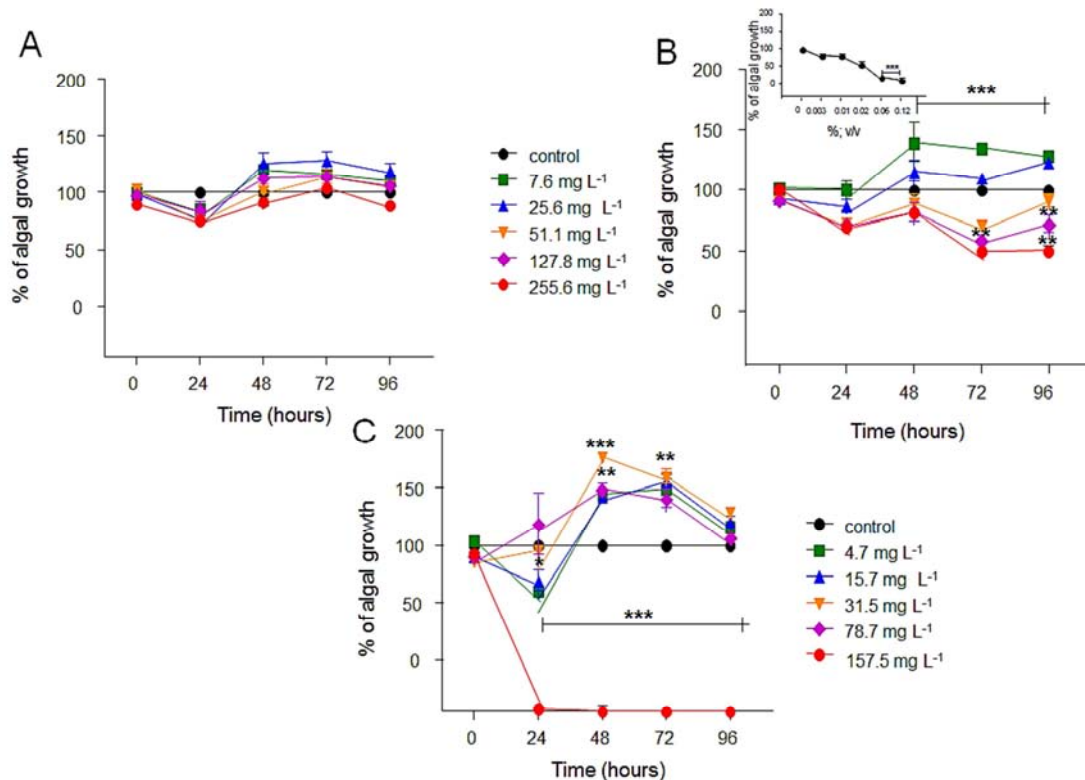 A
200
150
100
50
0
% of algal growth
0 24 48 72 96
Time (hours)
control
7.6 mg L-1
25.6 mg L-1
51.1 mg L-1
127.8 mg L-1
255.6 mg L-1
B
200
150
100
50
0
% of algal growth
***
0 0.003 0.01 0.02 0.06 0.12
%; v/v
200
150
100
50
0
% of algal growth
***
**
**
**
0 24 48 72 96
Time (hours)
C
200
150
100
50
0
% of algal growth
***
**
**
*
***
0 24 48 72 96
Time (hours)
control
4.7 mg L-1
15.7 mg L-1
31.5 mg L-1
78.7 mg L-1
157.5 mg L-1